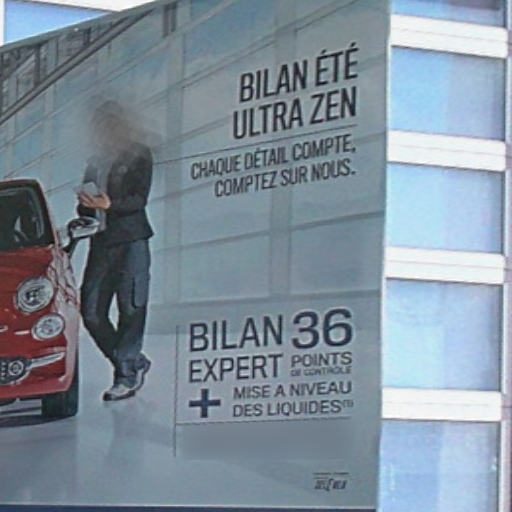 BILAN ÉTÉ
ULTRA ZEN
CHAQUE DÉTAIL COMPTE,
COMPTEZ SUR NOUS.
BILAN 36
EXPERT POINTS
DE CONTRÔLE
+ MISE A NIVEAU
DES LIQUIDES(1)